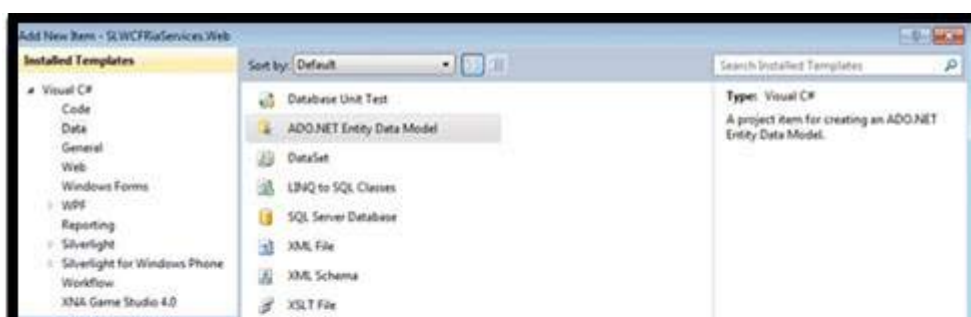 Add New Item - SLWCFRiaServices.Web
Installed Templates
Visual C#
Code
Data
General
Web
Windows Forms
WPF
Reporting
Silverlight
Silverlight for Windows Phone
Workflow
XNA Game Studio 4.0
Sort by: Default
Database Unit Test
ADO.NET Entity Data Model
DataSet
LINQ to SQL Classes
SQL Server Database
XML File
XML Schema
XSLT File
Search Installed Templates
Type: Visual C#
A project item for creating an ADO.NET
Entity Data Model.